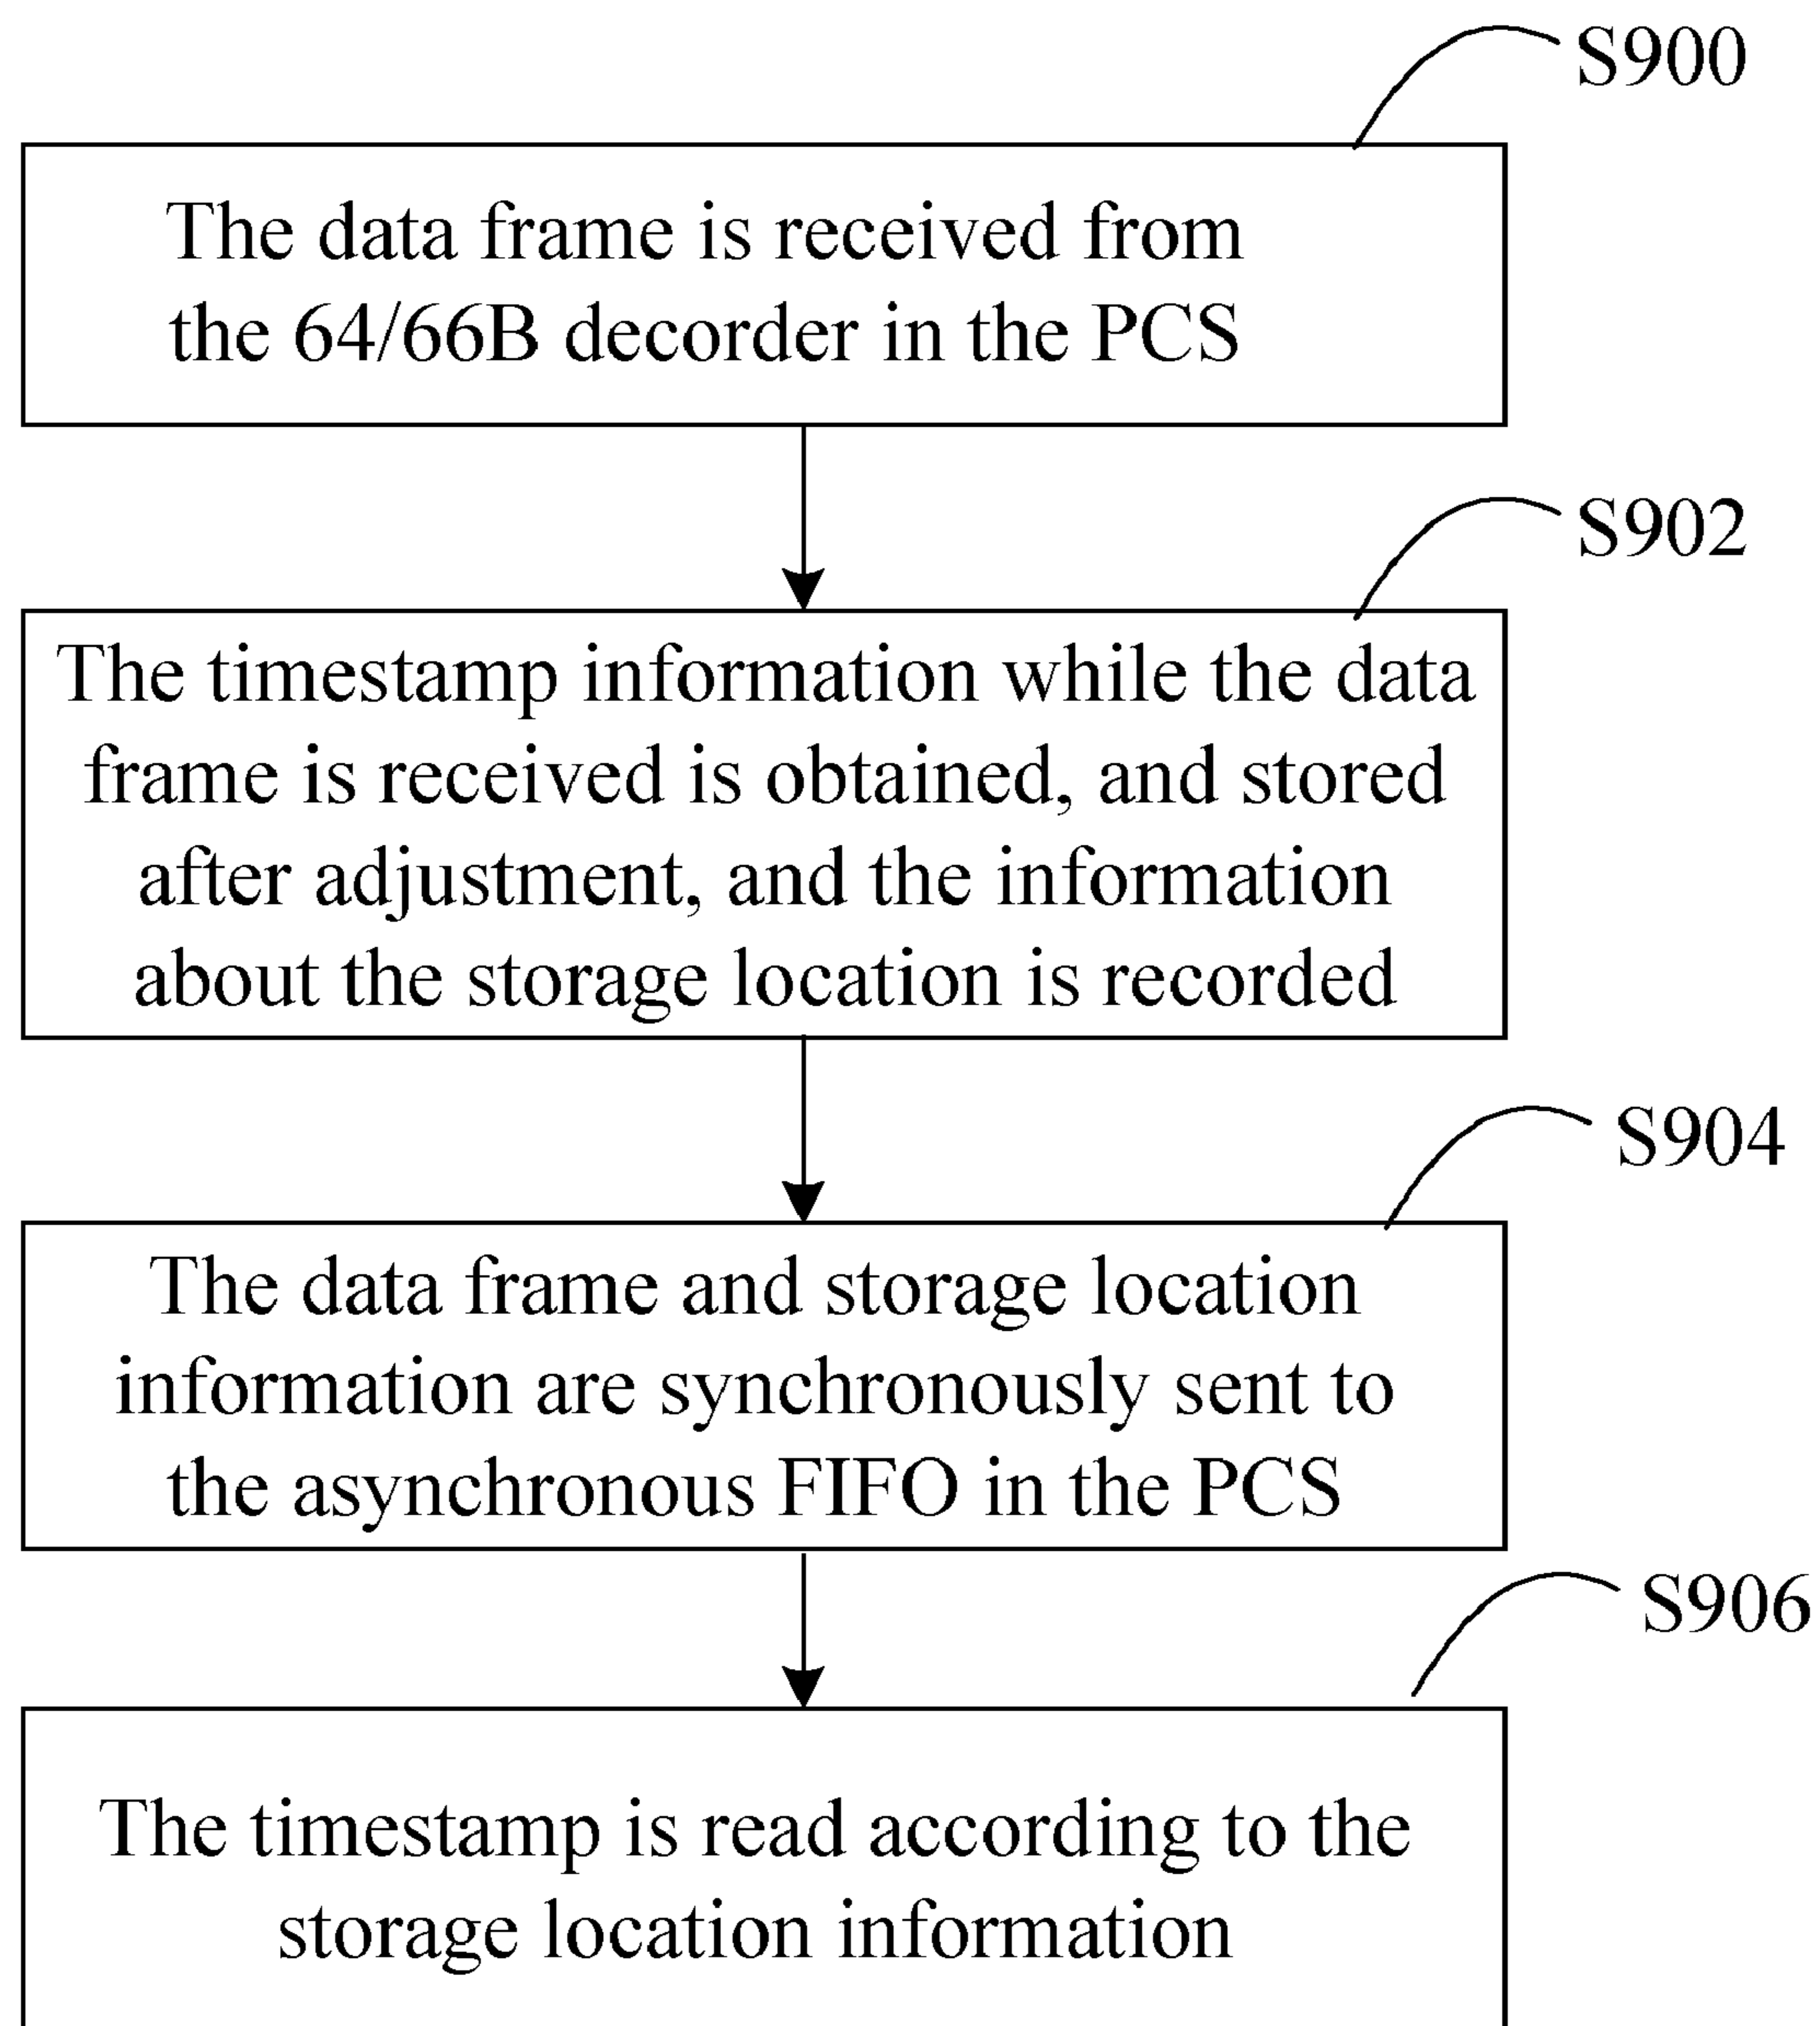 S900
The data frame is received from
the 64/66B decorder in the PCS
S902
The timestamp information while the data
frame is received is obtained, and stored
after adjustment, and the information
about the storage location is recorded
S904
The data frame and storage location
information are synchronously sent to
the asynchronous FIFO in the PCS
S906
The timestamp is read according to the
storage location information